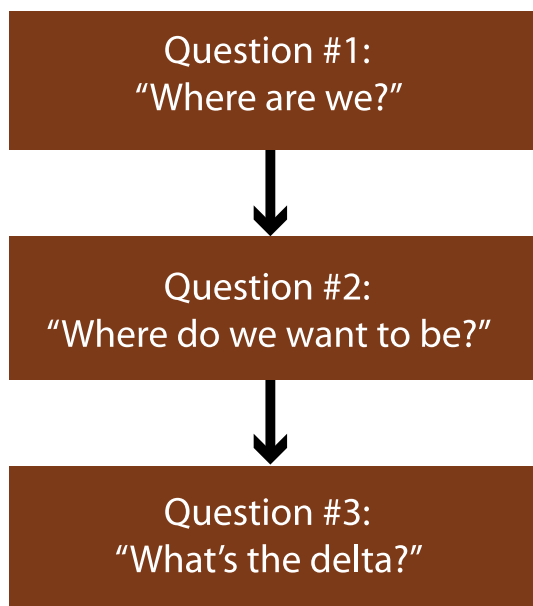 Question #1:
“Where are we?”
Question #2:
“Where do we want to be?”
Question #3:
“What’s the delta?”